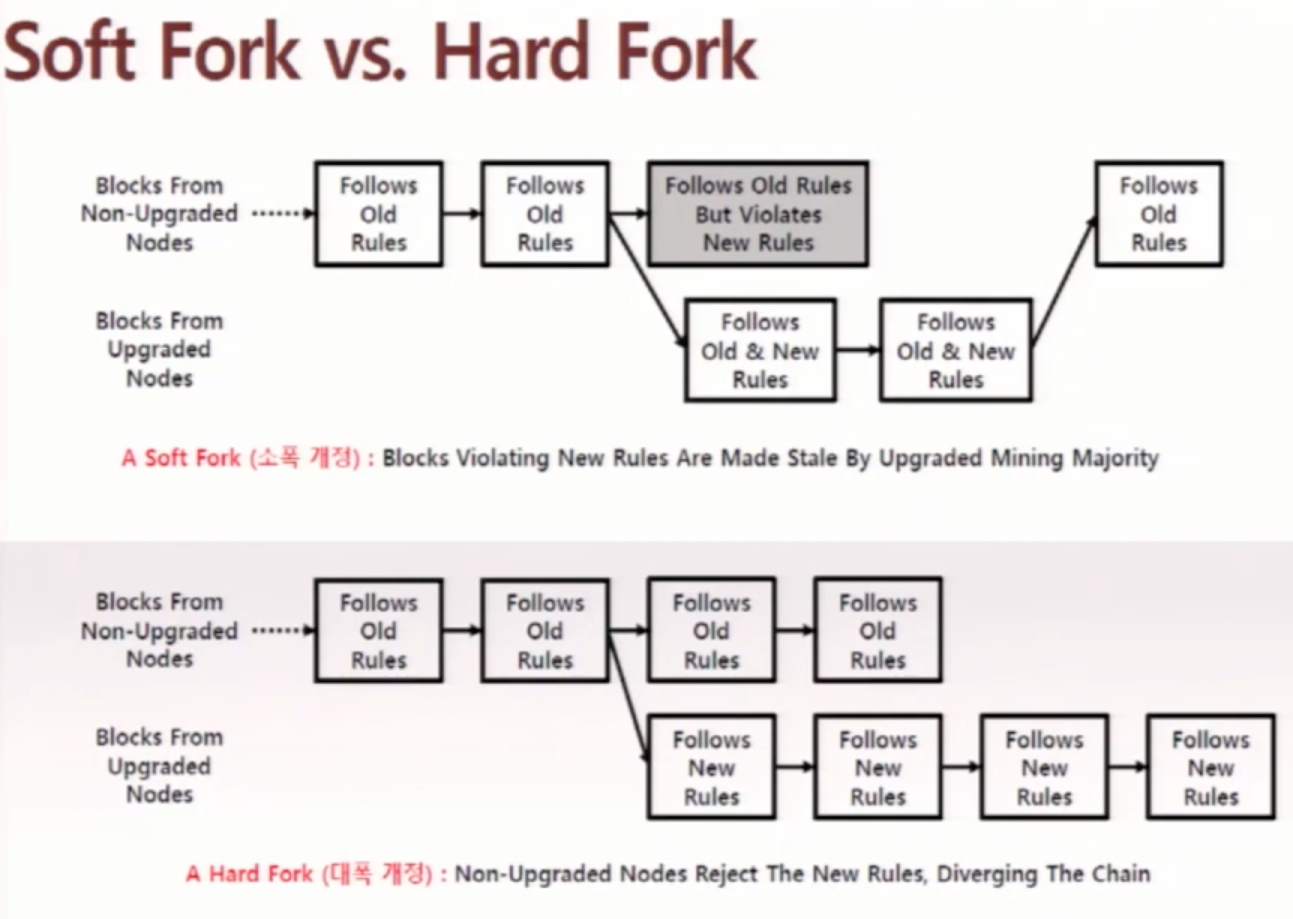 Soft Fork vs. Hard Fork
Blocks From
Non-Upgraded
Nodes
Follows
Old
Rules
Follows
Old
Rules
Follows Old Rules
But Violates
New Rules
Follows
Old
Rules
Blocks From
Upgraded
Nodes
Follows
Old & New
Rules
Follows
Old & New
Rules
A Soft Fork (소폭 개정) : Blocks Violating New Rules Are Made Stale By Upgraded Mining Majority
Blocks From
Non-Upgraded
Nodes
Follows
Old
Rules
Follows
Old
Rules
Follows
Old
Rules
Follows
Old
Rules
Blocks From
Upgraded
Nodes
Follows
New
Rules
Follows
New
Rules
Follows
New
Rules
Follows
New
Rules
A Hard Fork (대폭 개정) : Non-Upgraded Nodes Reject The New Rules, Diverging The Chain